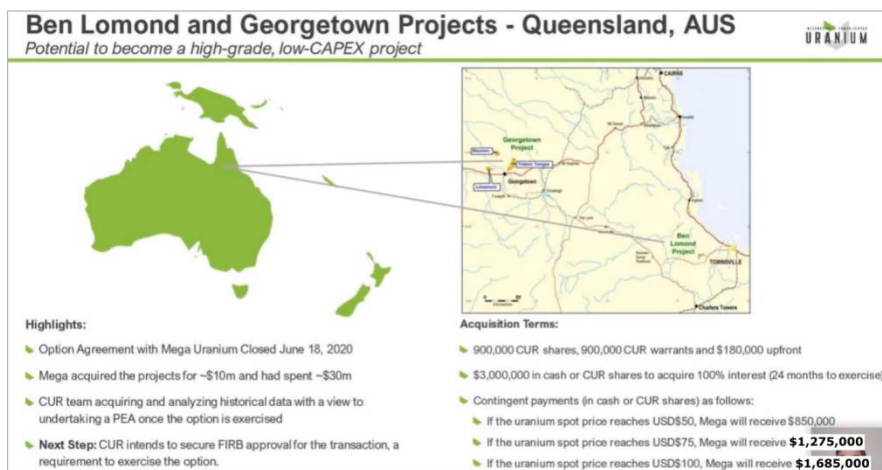 Ben Lomond and Georgetown Projects - Queensland, AUS
Potential to become a high-grade, low-CAPEX project
URANIUM
CAIRNS
Georgetown
Project
Georgetown
Ben
Lomond
Project
TOWNSVILLE
Charters Towers
Highlights:
Option Agreement with Mega Uranium Closed June 18, 2020
Mega acquired the projects for ~$10m and had spent ~$30m
CUR team acquiring and analyzing historical data with a view to
undertaking a PEA once the option is exercised
Next Step: CUR intends to secure FIRB approval for the transaction, a
requirement to exercise the option.
Acquisition Terms:
900,000 CUR shares, 900,000 CUR warrants and $180,000 upfront
$3,000,000 in cash or CUR shares to acquire 100% interest (24 months to exercise)
Contingent payments (in cash or CUR shares) as follows:
If the uranium spot price reaches USD$50, Mega will receive $850,000
If the uranium spot price reaches USD$75, Mega will receive $1,275,000
If the uranium spot price reaches USD$100, Mega will receive $1,685,000